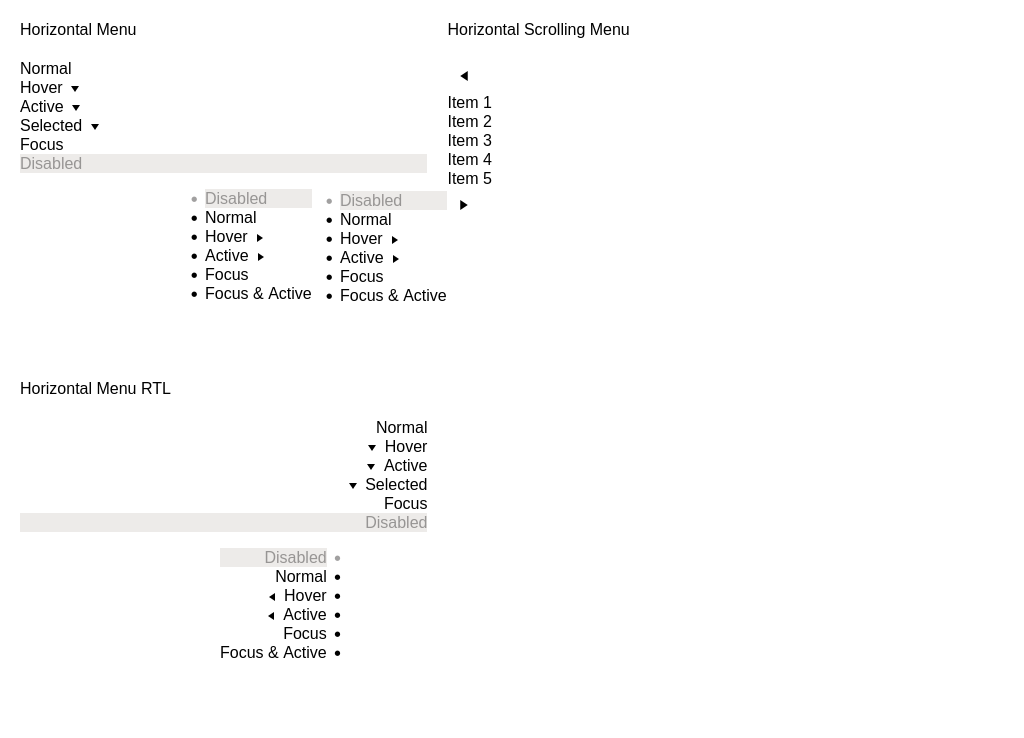 Horizontal Menu
Normal
Hover
Active
Selected
Focus
Disabled
Disabled
Normal
Hover
Active
Focus
Focus & Active
Disabled
Normal
Hover
Active
Focus
Focus & Active
Horizontal Scrolling Menu
Item 1
Item 2
Item 3
Item 4
Item 5
Horizontal Menu RTL
Normal
Hover
Active
Selected
Focus
Disabled
Disabled
Normal
Hover
Active
Focus
Focus & Active